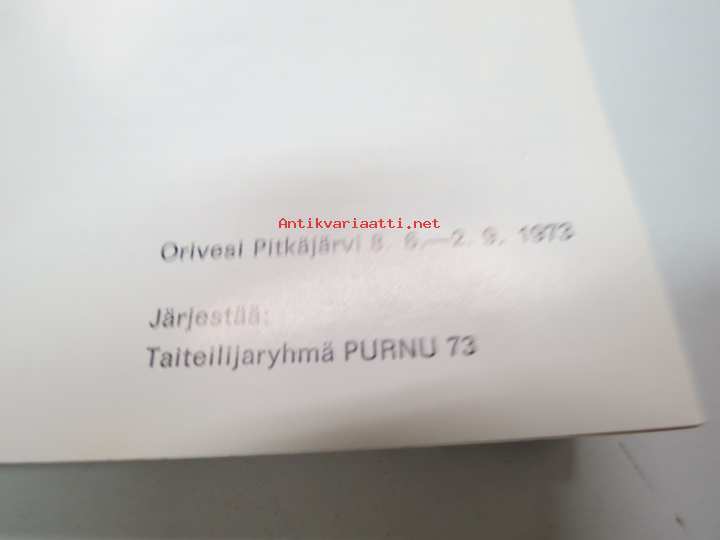 Antikvariaatti.net
Orivesi Pitkäjärvi 8. 6.—2. 9. 1973
Järjestää:
Taiteilijaryhmä PURNU 73